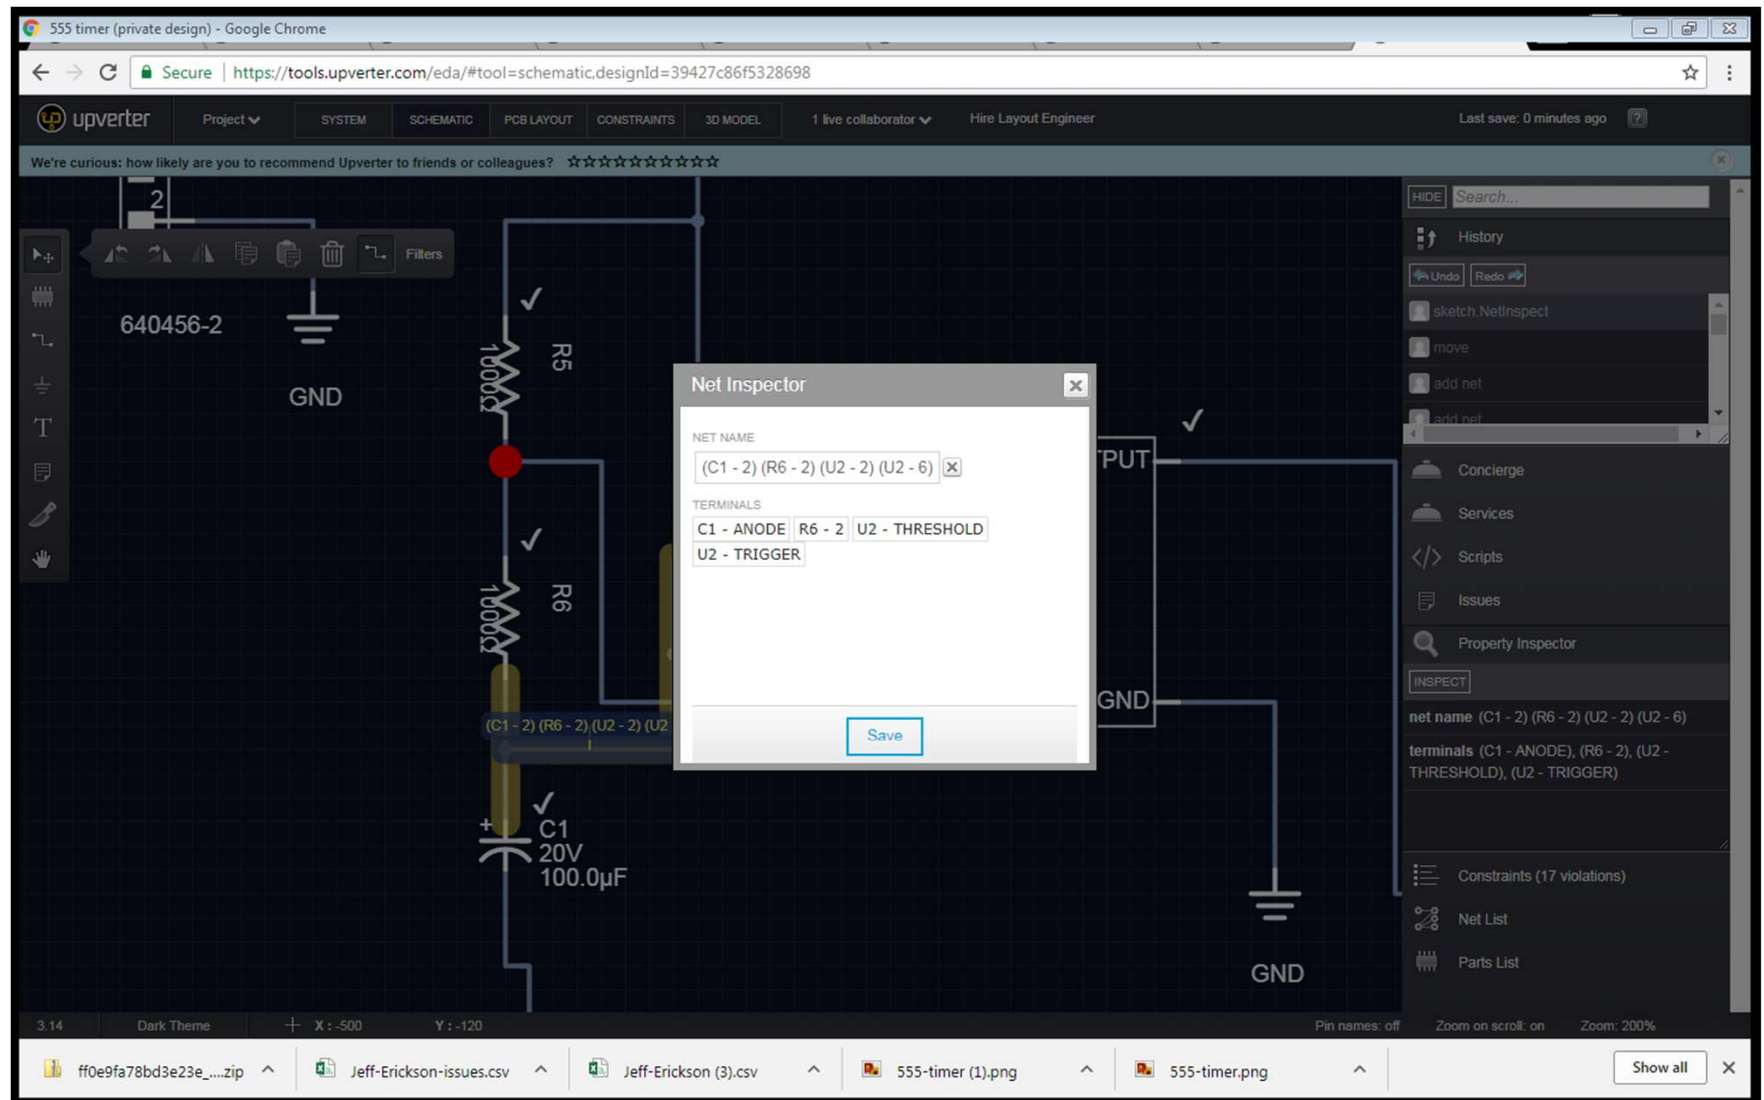 555 timer (private design) - Google Chrome
Secure | https://tools.upverter.com/eda/#tool=schematic,designId=39427c86f5328698
upverter Project SYSTEM SCHEMATIC PCB LAYOUT CONSTRAINTS 3D MODEL 1 live collaborator Hire Layout Engineer Last save: 0 minutes ago ?
We're curious: how likely are you to recommend Upverter to friends or colleagues?
HIDE Search...
History
Undo Redo
sketch.NetInspect
move
add net
add net
Concierge
Services
Scripts
Issues
Property Inspector
INSPECT
net name (C1 - 2) (R6 - 2) (U2 - 2) (U2 - 6)
terminals (C1 - ANODE), (R6 - 2), (U2 -
THRESHOLD), (U2 - TRIGGER)
Constraints (17 violations)
Net List
Parts List
Filters
T
2
640456-2
GND
R5
1000Ω
R6
1000Ω
(C1 - 2) (R6 - 2) (U2 - 2) (U2
+
C1
20V
100.0µF
Net Inspector
NET NAME
(C1 - 2) (R6 - 2) (U2 - 2) (U2 - 6)
TERMINALS
C1 - ANODE R6 - 2 U2 - THRESHOLD
U2 - TRIGGER
Save
PUT
GND
GND
3.14 Dark Theme X : -500 Y : -120 Pin names: off Zoom on scroll: on Zoom: 200%
ff0e9fa78bd3e23e_....zip Jeff-Erickson-issues.csv Jeff-Erickson (3).csv 555-timer (1).png 555-timer.png Show all